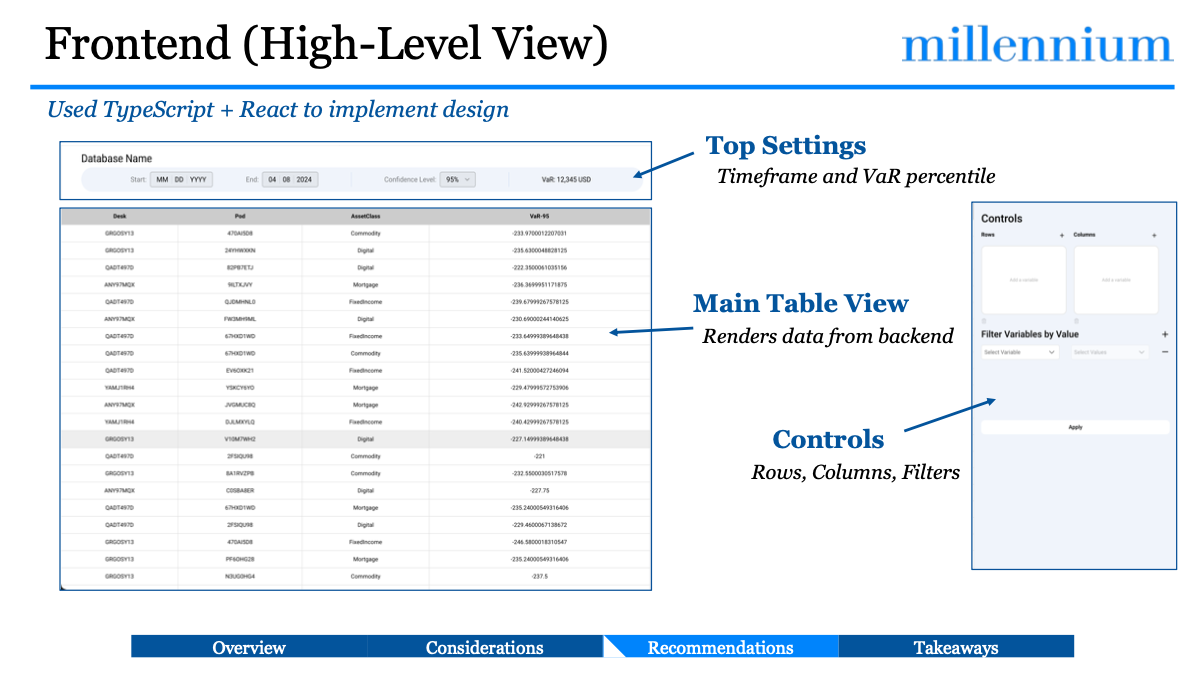 Frontend (High-Level View)
millennium
Used TypeScript + React to implement design
Database Name
Start: MM DD YYYY End: 04 08 2024 Confidence Level: 95% VaR: 12,345 USD
Top Settings
Timeframe and VaR percentile
Desk Pod AssetClass VaR-95
GRGOSY13 470AI5D8 Commodity -233.9700012207031
GRGOSY13 24YHWXKN Digital -235.6300048828125
QADT497D B2PB7ETJ Digital -222.3500061035156
ANY97MQX 9ILTXJVY Mortgage -236.3699951171875
QADT497D QJDMHNL0 FixedIncome -239.67999267578125
ANY97MQX FW3MH9ML Digital -230.69000244140625
QADT497D 67HXD1WD FixedIncome -233.64999389648438
QADT497D 67HXD1WD Commodity -235.63999938964844
QADT497D EV6OXK21 FixedIncome -241.52000427246094
YAMJ1RH4 YSKCY6YO Mortgage -229.47999572753906
ANY97MQX JVGMUC8Q Mortgage -242.92999267578125
YAMJ1RH4 OJLMXYLQ FixedIncome -240.42999267578125
GRGOSY13 V10M7WH2 Digital -227.14999389648438
QADT497D 2FSIQU98 Commodity -221
GRGOSY13 8A1RVZPB Commodity -232.5500030517578
ANY97MQX C0SBA8ER Digital -227.75
QADT497D 67HXD1WD Mortgage -235.24000549316406
QADT497D 2FSIQU98 Digital -229.4600067138672
GRGOSY13 470AI5D8 FixedIncome -246.5800018310547
GRGOSY13 PF6DHG28 Mortgage -235.24000549316406
GRGOSY13 N3UG0HG4 Commodity -237.5
Main Table View
Renders data from backend
Controls
Rows, Columns, Filters
Controls
Rows + Columns +
Add a variable Add a variable
Filter Variables by Value +
Select Variable Select Values −
Apply
Overview Considerations Recommendations Takeaways